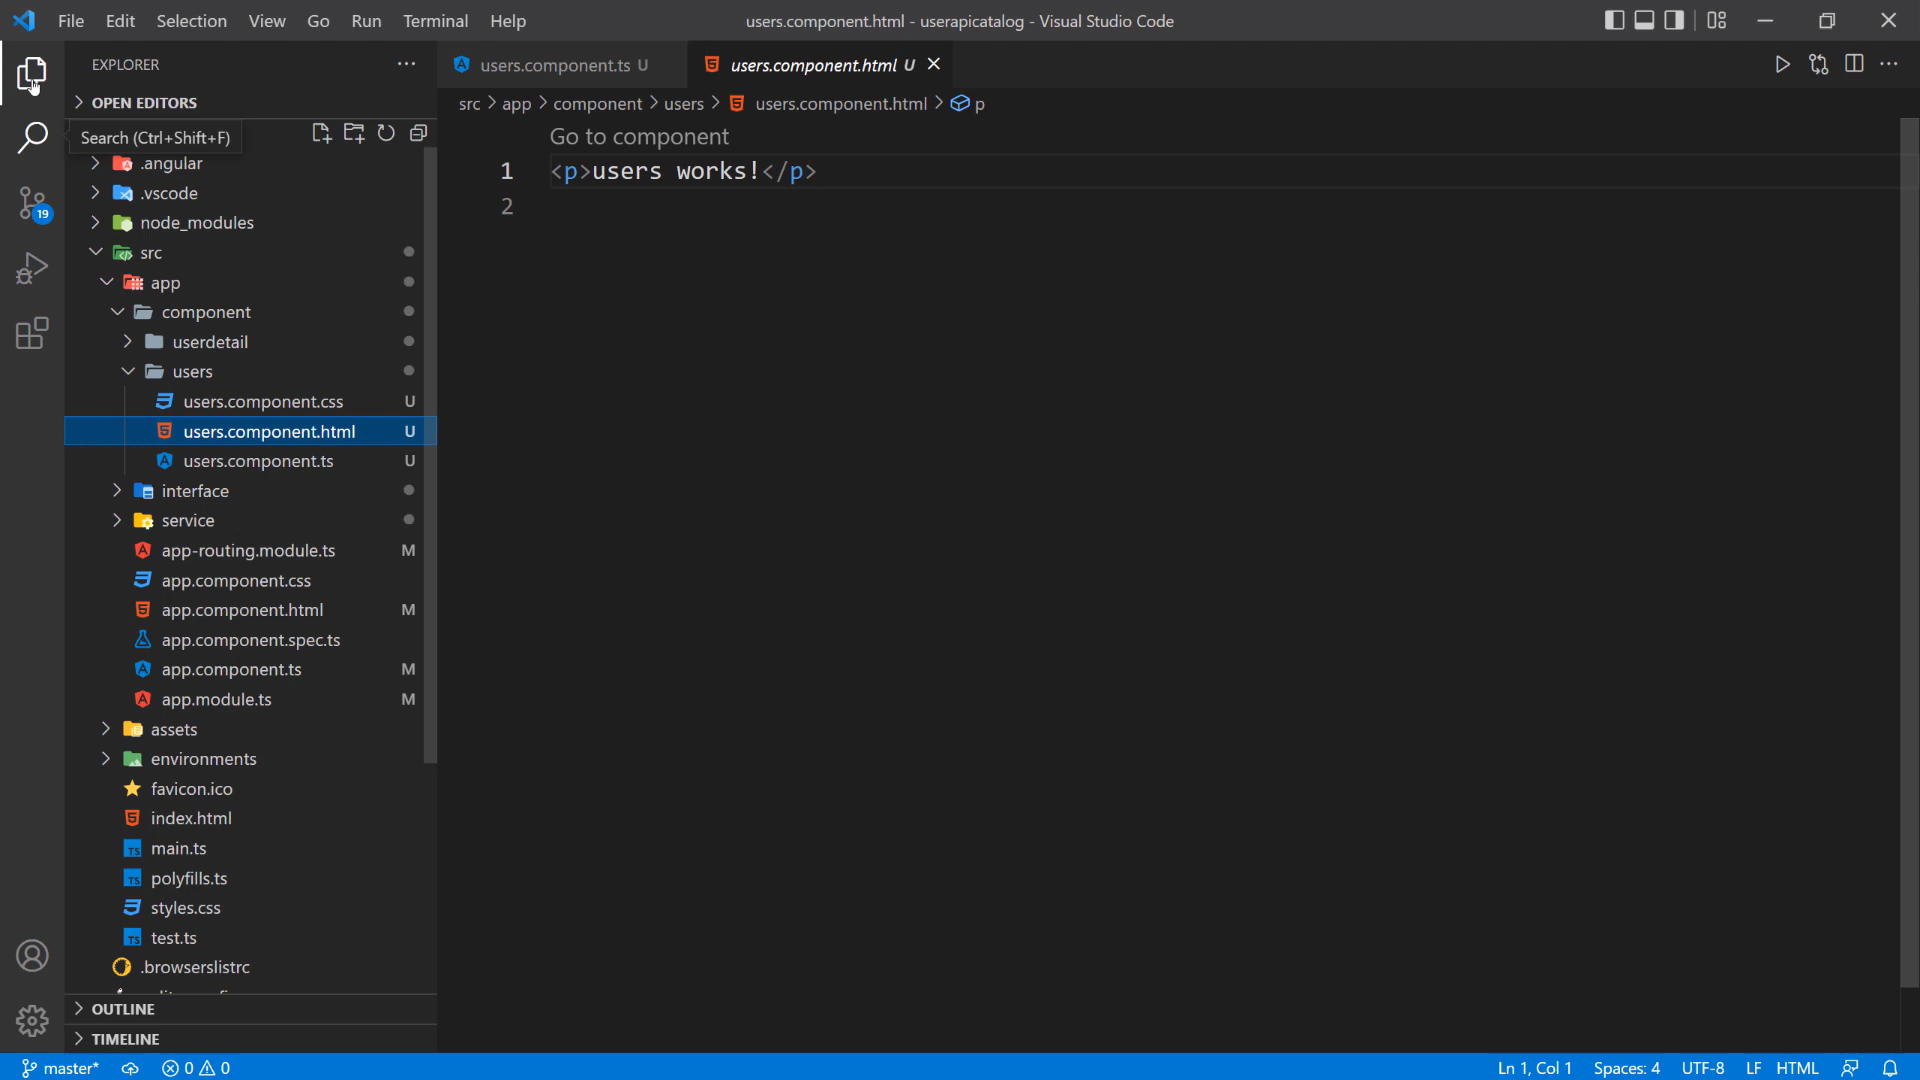 File Edit Selection View Go Run Terminal Help
users.component.html - userapicatalog - Visual Studio Code
EXPLORER
OPEN EDITORS
Search (Ctrl+Shift+F)
.angular
.vscode
node_modules
src
app
component
userdetail
users
users.component.css U
users.component.html U
users.component.ts U
interface
service
app-routing.module.ts M
app.component.css
app.component.html M
app.component.spec.ts
app.component.ts M
app.module.ts M
assets
environments
favicon.ico
index.html
main.ts
polyfills.ts
styles.css
test.ts
.browserslistrc
OUTLINE
TIMELINE
19
users.component.ts U
users.component.html U
src > app > component > users > users.component.html > p
Go to component
1 <p>users works!</p>
2
master* 0 0
Ln 1, Col 1 Spaces: 4 UTF-8 LF HTML